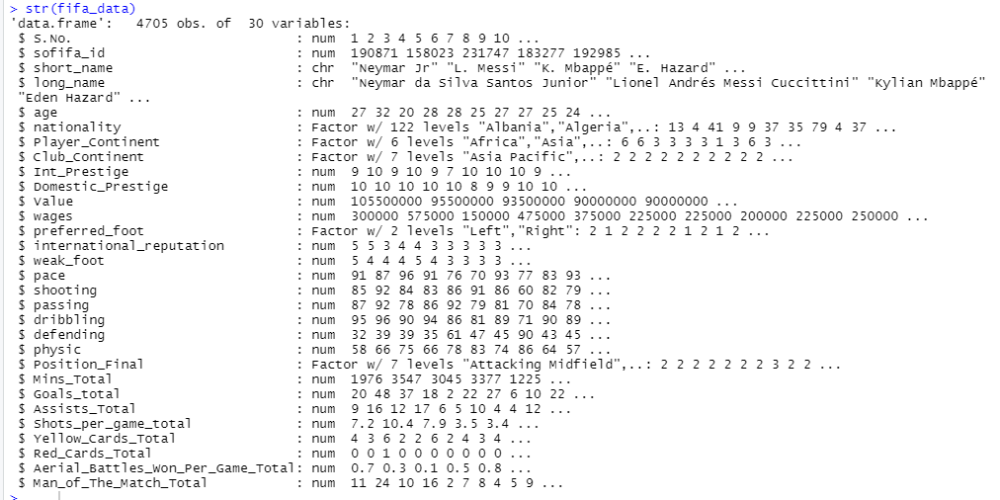 > str(fifa_data)
'data.frame':   4705 obs. of  30 variables:
 $ S.No.                             : num  1 2 3 4 5 6 7 8 9 10 ...
 $ sofifa_id                         : num  190871 158023 231747 183277 192985 ...
 $ short_name                        : chr  "Neymar Jr" "L. Messi" "K. Mbappé" "E. Hazard" ...
 $ long_name                         : chr  "Neymar da Silva Santos Junior" "Lionel Andrés Messi Cuccittini" "Kylian Mbappé"
"Eden Hazard" ...
 $ age                               : num  27 32 20 28 28 25 27 27 25 24 ...
 $ nationality                       : Factor w/ 122 levels "Albania","Algeria",..: 13 4 41 9 9 37 35 79 4 37 ...
 $ Player_Continent                  : Factor w/ 6 levels "Africa","Asia",..: 6 6 3 3 3 3 1 3 6 3 ...
 $ Club_Continent                    : Factor w/ 7 levels "Asia Pacific",..: 2 2 2 2 2 2 2 2 2 2 ...
 $ Int_Prestige                      : num  9 10 9 10 9 7 10 10 10 9 ...
 $ Domestic_Prestige                 : num  10 10 10 10 10 8 9 9 10 10 ...
 $ Value                             : num  105500000 95500000 93500000 90000000 90000000 ...
 $ wages                             : num  300000 575000 150000 475000 375000 225000 225000 200000 225000 250000 ...
 $ preferred_foot                    : Factor w/ 2 levels "Left","Right": 2 1 2 2 2 2 1 2 1 2 ...
 $ international_reputation          : num  5 5 3 4 4 3 3 3 3 3 ...
 $ weak_foot                         : num  5 4 4 4 5 4 3 3 3 3 ...
 $ pace                              : num  91 87 96 91 76 70 93 77 83 93 ...
 $ shooting                          : num  85 92 84 83 86 91 86 60 82 79 ...
 $ passing                           : num  87 92 78 86 92 79 81 70 84 78 ...
 $ dribbling                         : num  95 96 90 94 86 81 89 71 90 89 ...
 $ defending                         : num  32 39 39 35 61 47 45 90 43 45 ...
 $ physic                            : num  58 66 75 66 78 83 74 86 64 57 ...
 $ Position_Final                    : Factor w/ 7 levels "Attacking Midfield",..: 2 2 2 2 2 2 2 3 2 2 ...
 $ Mins_Total                        : num  1976 3547 3045 3377 1225 ...
 $ Goals_total                       : num  20 48 37 18 2 22 27 6 10 22 ...
 $ Assists_Total                     : num  9 16 12 17 6 5 10 4 4 12 ...
 $ Shots_per_game_total              : num  7.2 10.4 7.9 3.5 3.4 ...
 $ Yellow_Cards_Total                : num  4 3 6 2 2 6 2 4 3 4 ...
 $ Red_Cards_Total                   : num  0 0 1 0 0 0 0 0 0 0 ...
 $ Aerial_Battles_Won_Per_Game_Total: num  0.7 0.3 0.1 0.5 0.8 ...
 $ Man_of_The_Match_Total            : num  11 24 10 16 2 7 8 4 5 9 ...
>